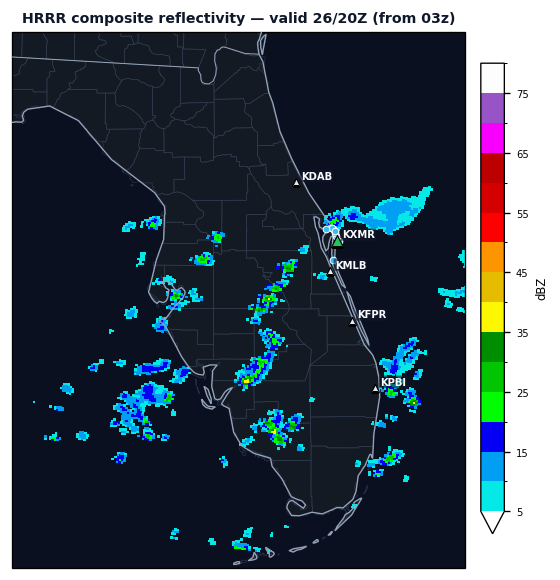 HRRR composite reflectivity — valid 26/20Z (from 03z)
KDAB
KXMR
KMLB
KFPR
KPBI
75
65
55
45
35
25
15
5
dBZ